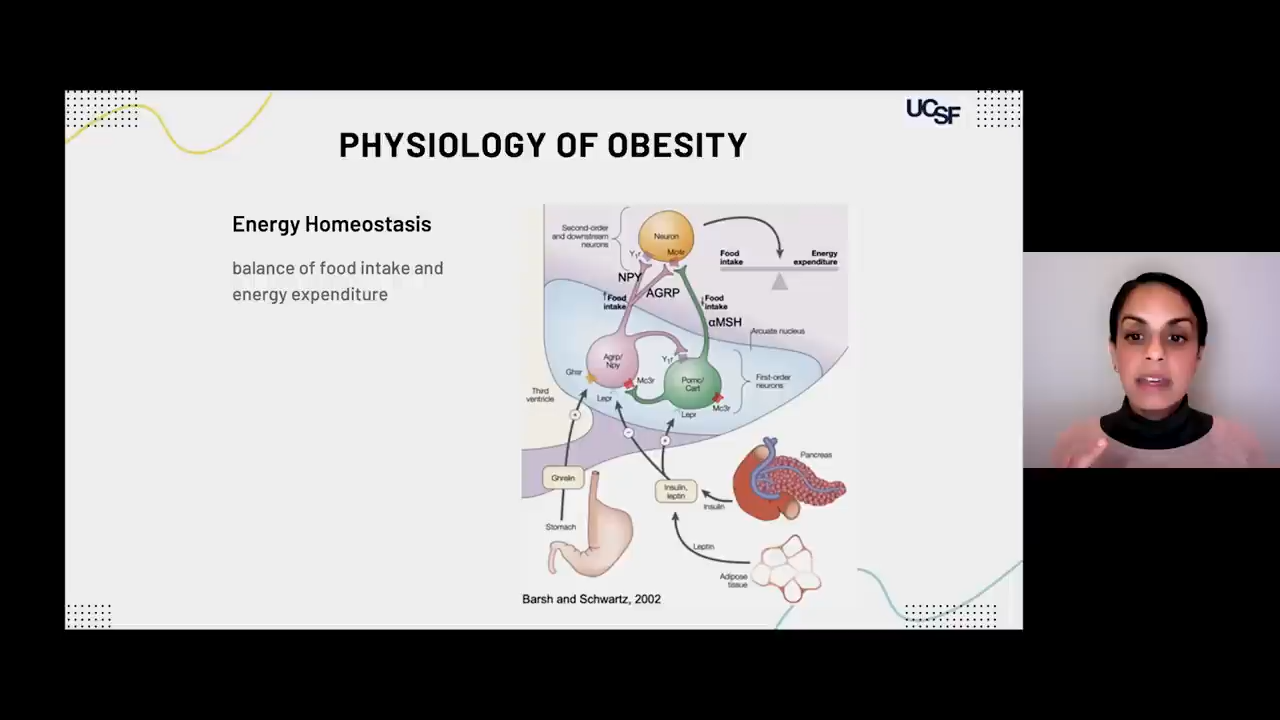 UCSF
PHYSIOLOGY OF OBESITY
Energy Homeostasis
balance of food intake and
energy expenditure
Second-order
and downstream
neurons
Neuron
Y1r
Mc4r
Food
intake
Energy
expenditure
NPY
AGRP
↑Food
intake
↓Food
intake
αMSH
Arcuate nucleus
Agrp/
Npy
Y1r
Ghsr
Mc3r
Pomc/
Cart
First-order
neurons
Third
ventricle
Lepr
Lepr
Mc3r
+
-
+
Ghrelin
Insulin,
leptin
Pancreas
Insulin
Stomach
Leptin
Adipose
tissue
Barsh and Schwartz, 2002